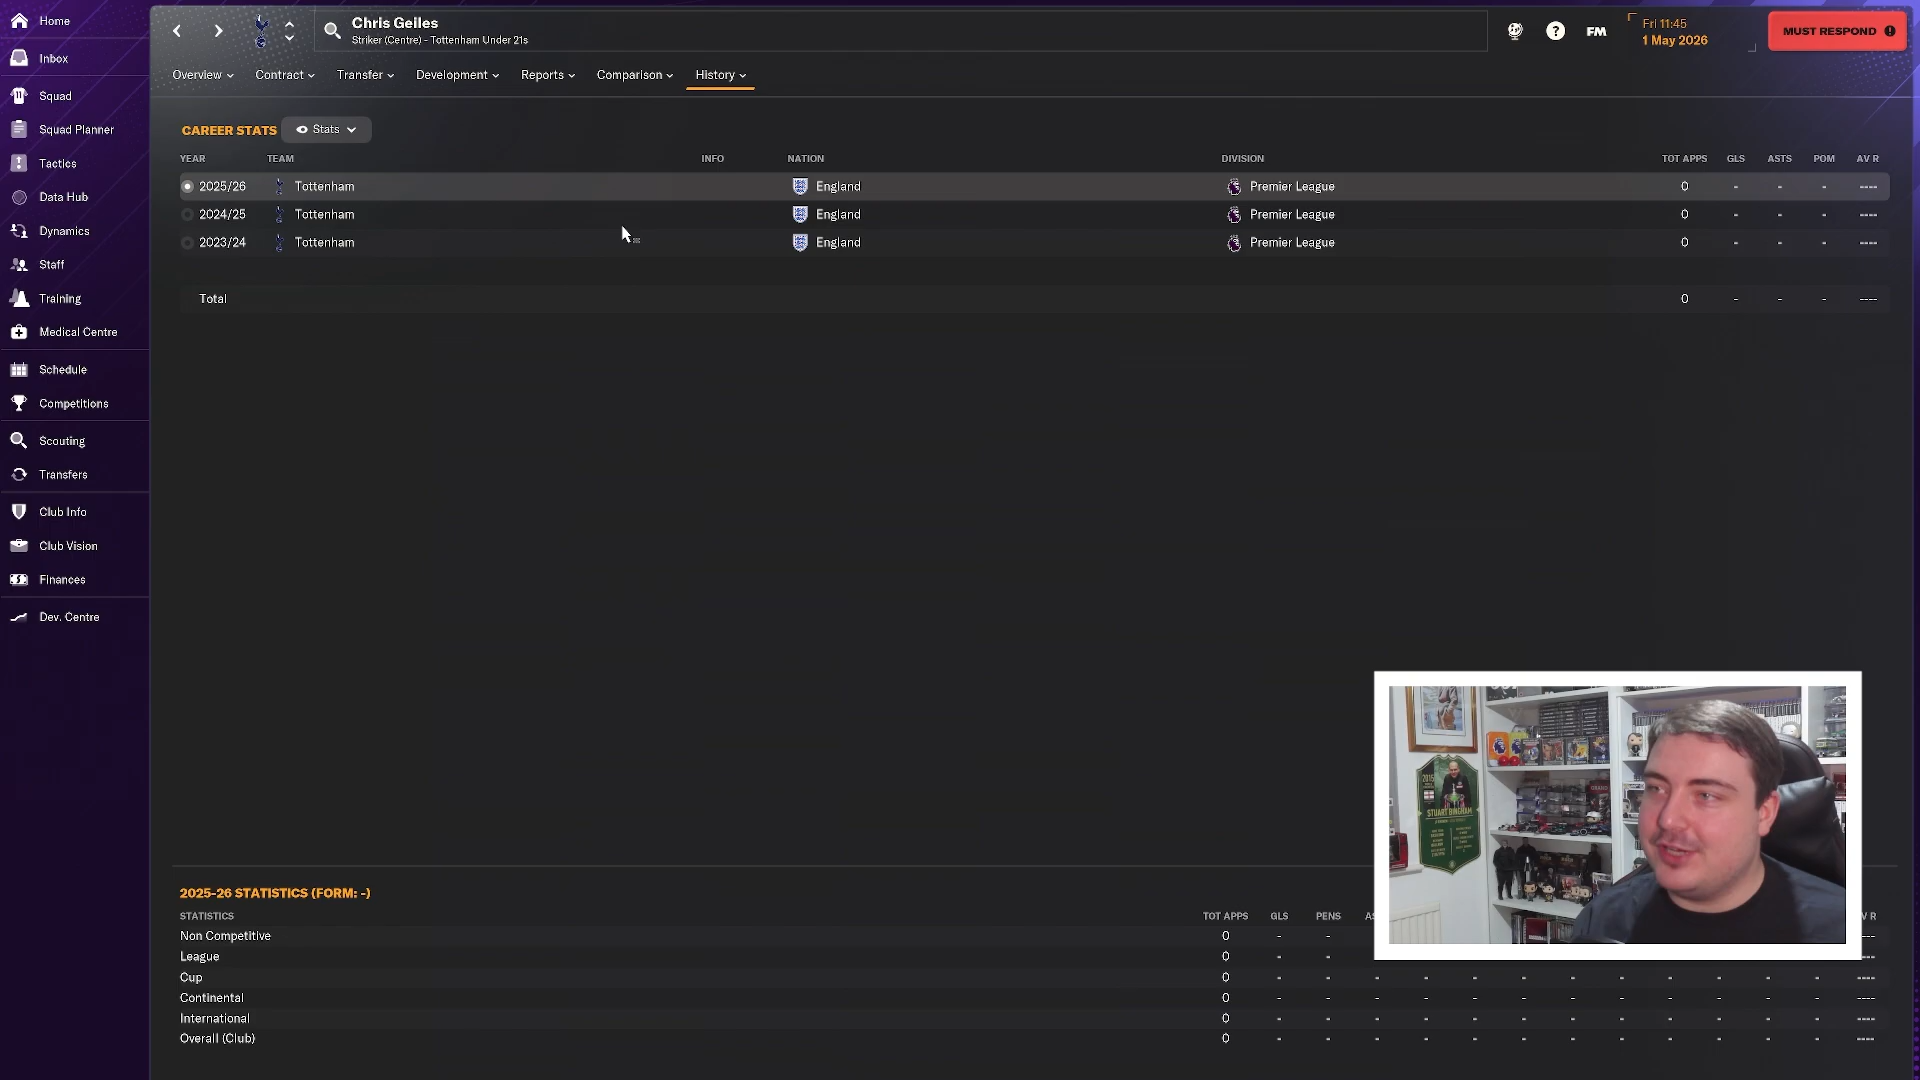 Home
Inbox
Squad
Squad Planner
Tactics
Data Hub
Dynamics
Staff
Training
Medical Centre
Schedule
Competitions
Scouting
Transfers
Club Info
Club Vision
Finances
Dev. Centre
Chris Gelles
Striker (Centre) - Tottenham Under 21s
? FM
Fri 11:45
1 May 2026
MUST RESPOND
Overview Contract Transfer Development Reports Comparison History
CAREER STATS Stats
YEAR TEAM INFO NATION DIVISION TOT APPS GLS ASTS POM AV R
2025/26 Tottenham England Premier League 0 - - - ----
2024/25 Tottenham England Premier League 0 - - - ----
2023/24 Tottenham England Premier League 0 - - - ----
Total 0 - - - ----
STUART BINGHAM
2025-26 STATISTICS (FORM: -)
STATISTICS TOT APPS GLS PENS
Non Competitive 0 - -
League 0 - -
Cup 0 - - - - - - - - - - - - ----
Continental 0 - - - - - - - - - - - - ----
International 0 - - - - - - - - - - - - ----
Overall (Club) 0 - - - - - - - - - - - - ----